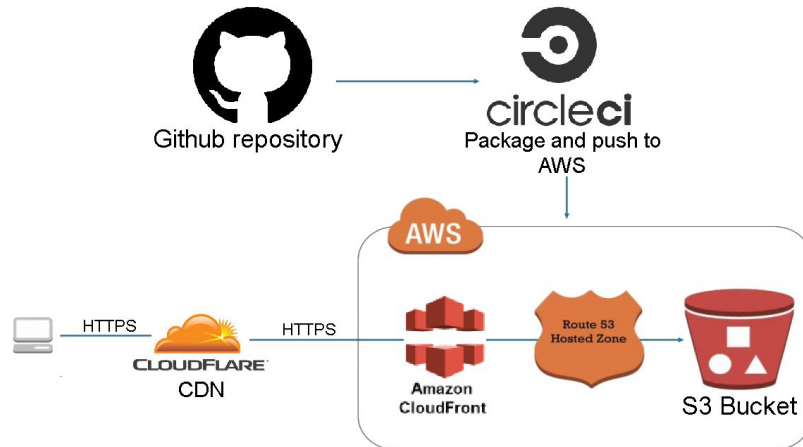 Github repository
circleci
Package and push to
AWS
AWS
HTTPS
CLOUDFLARE
CDN
HTTPS
Amazon
CloudFront
Route 53
Hosted Zone
S3 Bucket